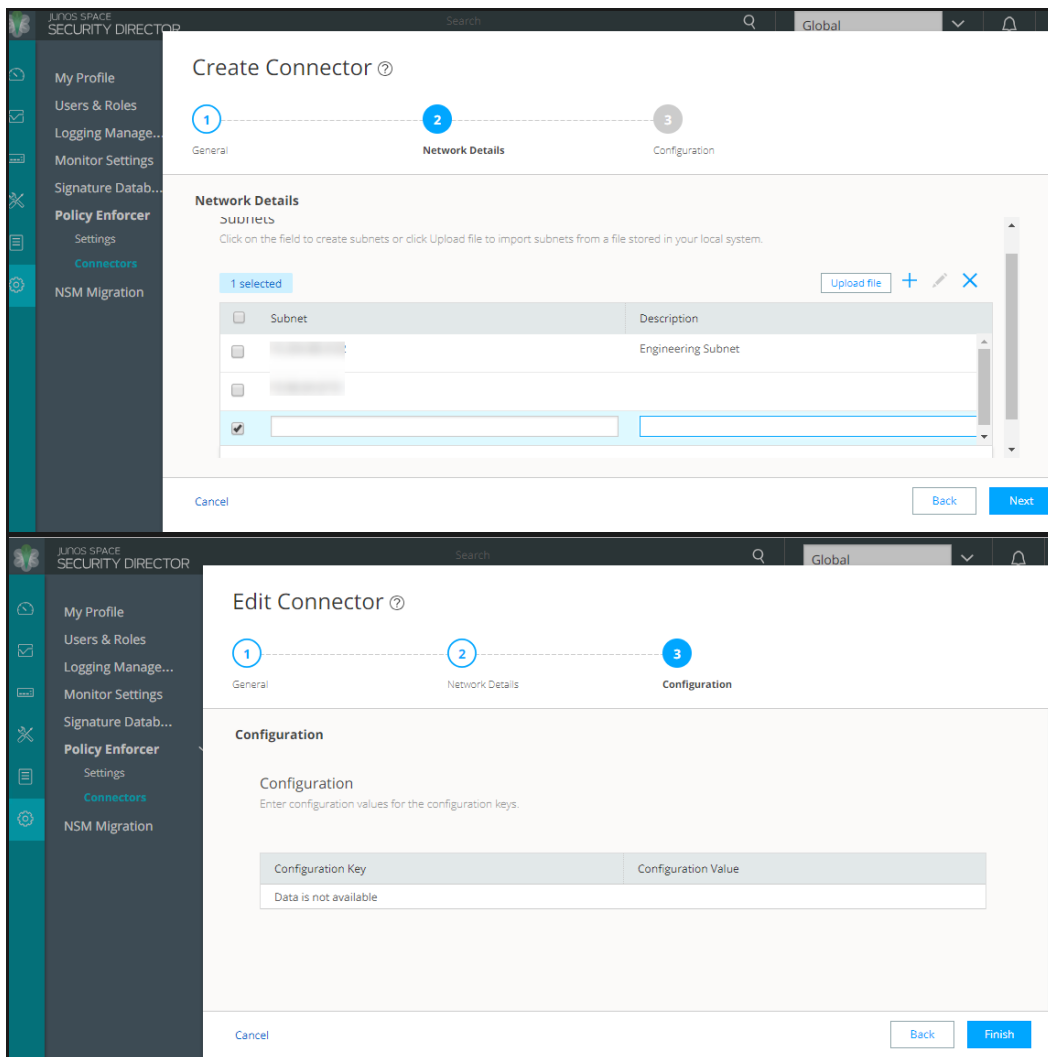 JUNOS SPACE
SECURITY DIRECTOR
Search
Global
My Profile
Users & Roles
Logging Manage...
Monitor Settings
Signature Datab...
Policy Enforcer
Settings
Connectors
NSM Migration
Create Connector ?
1
2
3
General
Network Details
Configuration
Network Details
Subnets
Click on the field to create subnets or click Upload file to import subnets from a file stored in your local system.
1 selected
Upload file
Subnet
Description
Engineering Subnet
Cancel
Back
Next
JUNOS SPACE
SECURITY DIRECTOR
Search
Global
My Profile
Users & Roles
Logging Manage...
Monitor Settings
Signature Datab...
Policy Enforcer
Settings
Connectors
NSM Migration
Edit Connector ?
1
2
3
General
Network Details
Configuration
Configuration
Configuration
Enter configuration values for the configuration keys.
Configuration Key
Configuration Value
Data is not available
Cancel
Back
Finish